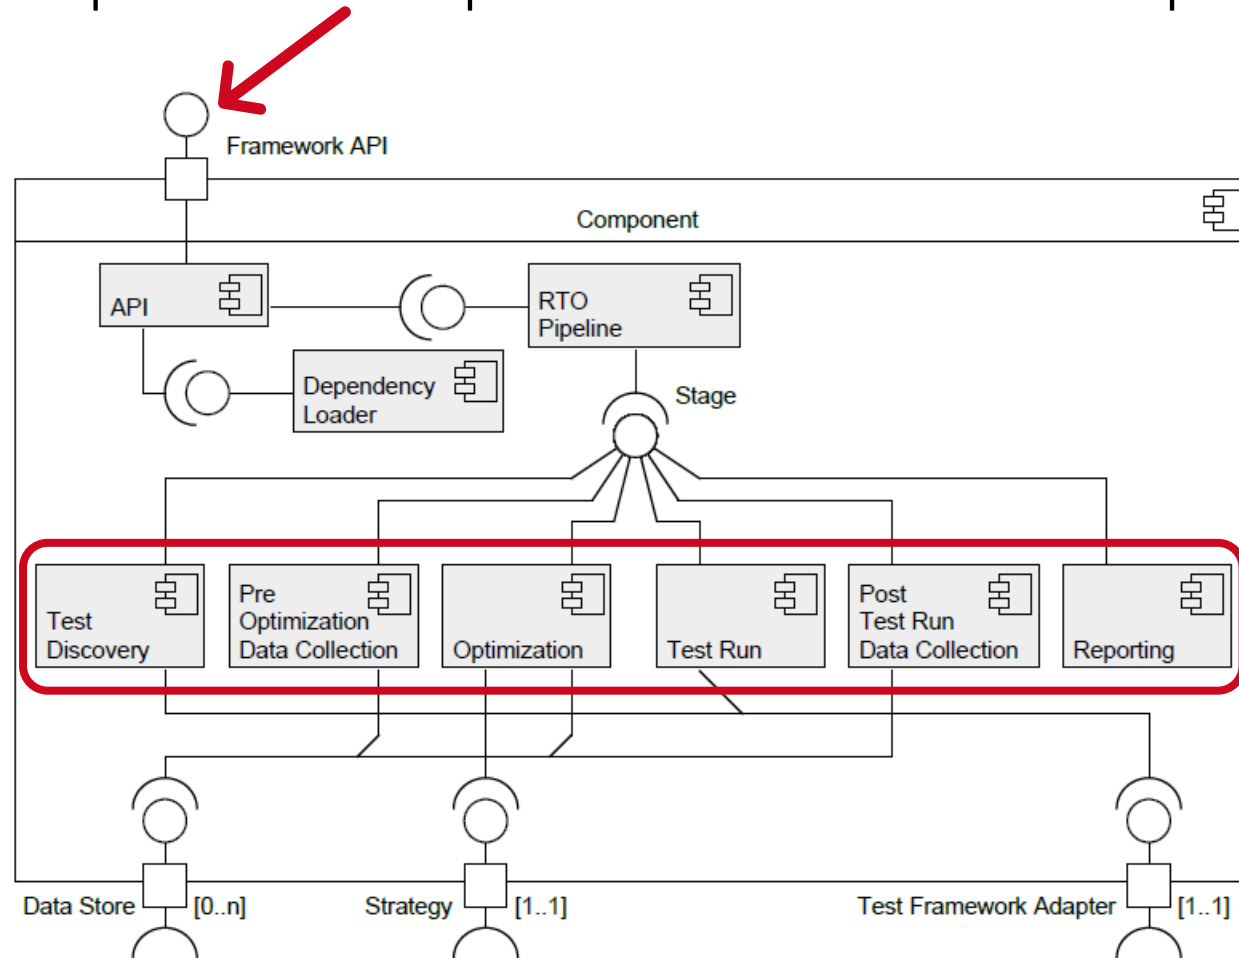 Framework API
Component
API
RTO
Pipeline
Dependency
Loader
Stage
Test
Discovery
Pre
Optimization
Data Collection
Optimization
Test Run
Post
Test Run
Data Collection
Reporting
Data Store
[0..n]
Strategy
[1..1]
Test Framework Adapter
[1..1]